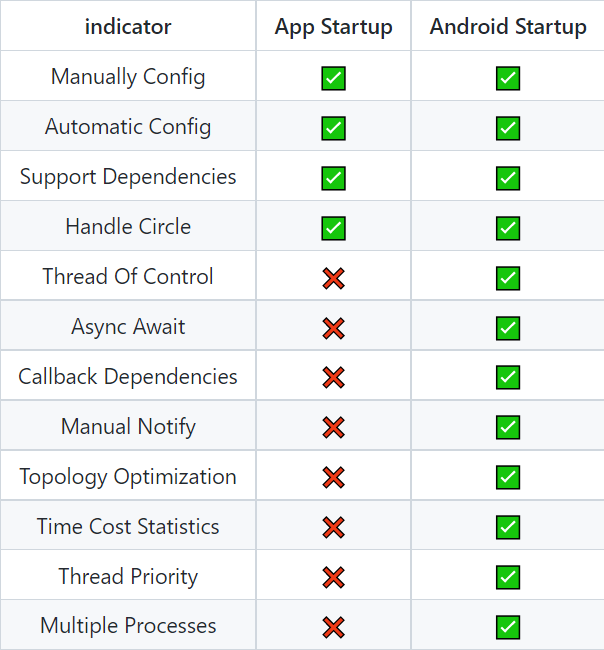 indicator App Startup Android Startup
Manually Config ✅ ✅
Automatic Config ✅ ✅
Support Dependencies ✅ ✅
Handle Circle ✅ ✅
Thread Of Control ❌ ✅
Async Await ❌ ✅
Callback Dependencies ❌ ✅
Manual Notify ❌ ✅
Topology Optimization ❌ ✅
Time Cost Statistics ❌ ✅
Thread Priority ❌ ✅
Multiple Processes ❌ ✅